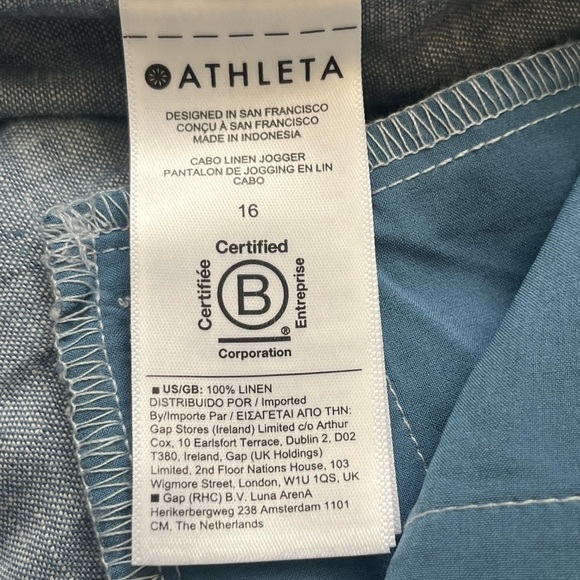 ATHLETA
DESIGNED IN SAN FRANCISCO
CONÇU À SAN FRANCISCO
MADE IN INDONESIA
CABO LINEN JOGGER
PANTALON DE JOGGING EN LIN
CABO
16
Certified
Certifiée
B
Entreprise
®
Corporation
■ US/GB: 100% LINEN
DISTRIBUIDO POR / Imported
By/Importe Par / ΕΙΣΑΓΕΤΑΙ ΑΠΟ ΤΗΝ:
Gap Stores (Ireland) Limited c/o Arthur
Cox, 10 Earlsfort Terrace, Dublin 2, D02
T380, Ireland, Gap (UK Holdings)
Limited, 2nd Floor Nations House, 103
Wigmore Street, London, W1U 1QS, UK
■ Gap (RHC) B.V. Luna ArenA
Herikerbergweg 238 Amsterdam 1101
CM, The Netherlands